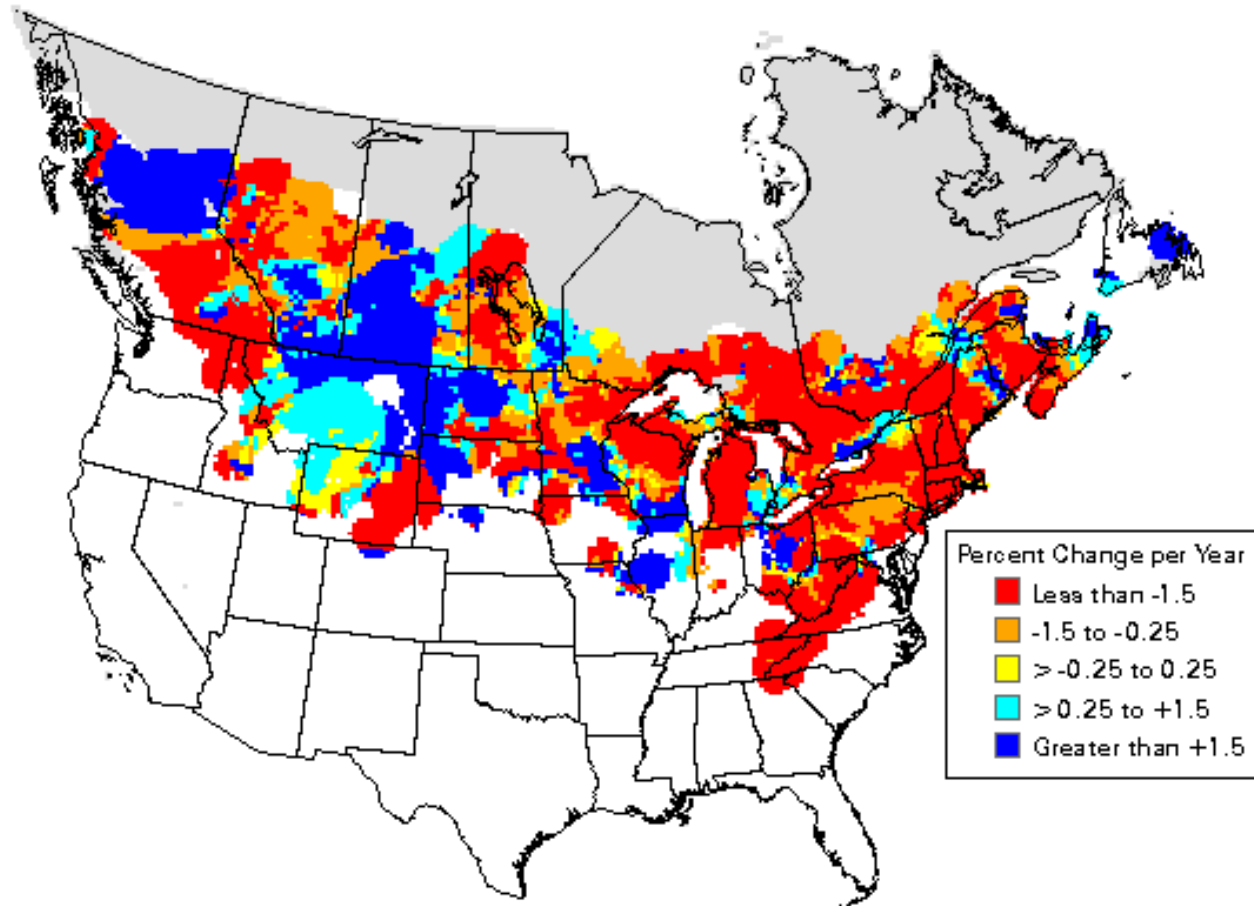 Percent Change per Year
Less than -1.5
-1.5 to -0.25
> -0.25 to 0.25
> 0.25 to +1.5
Greater than +1.5